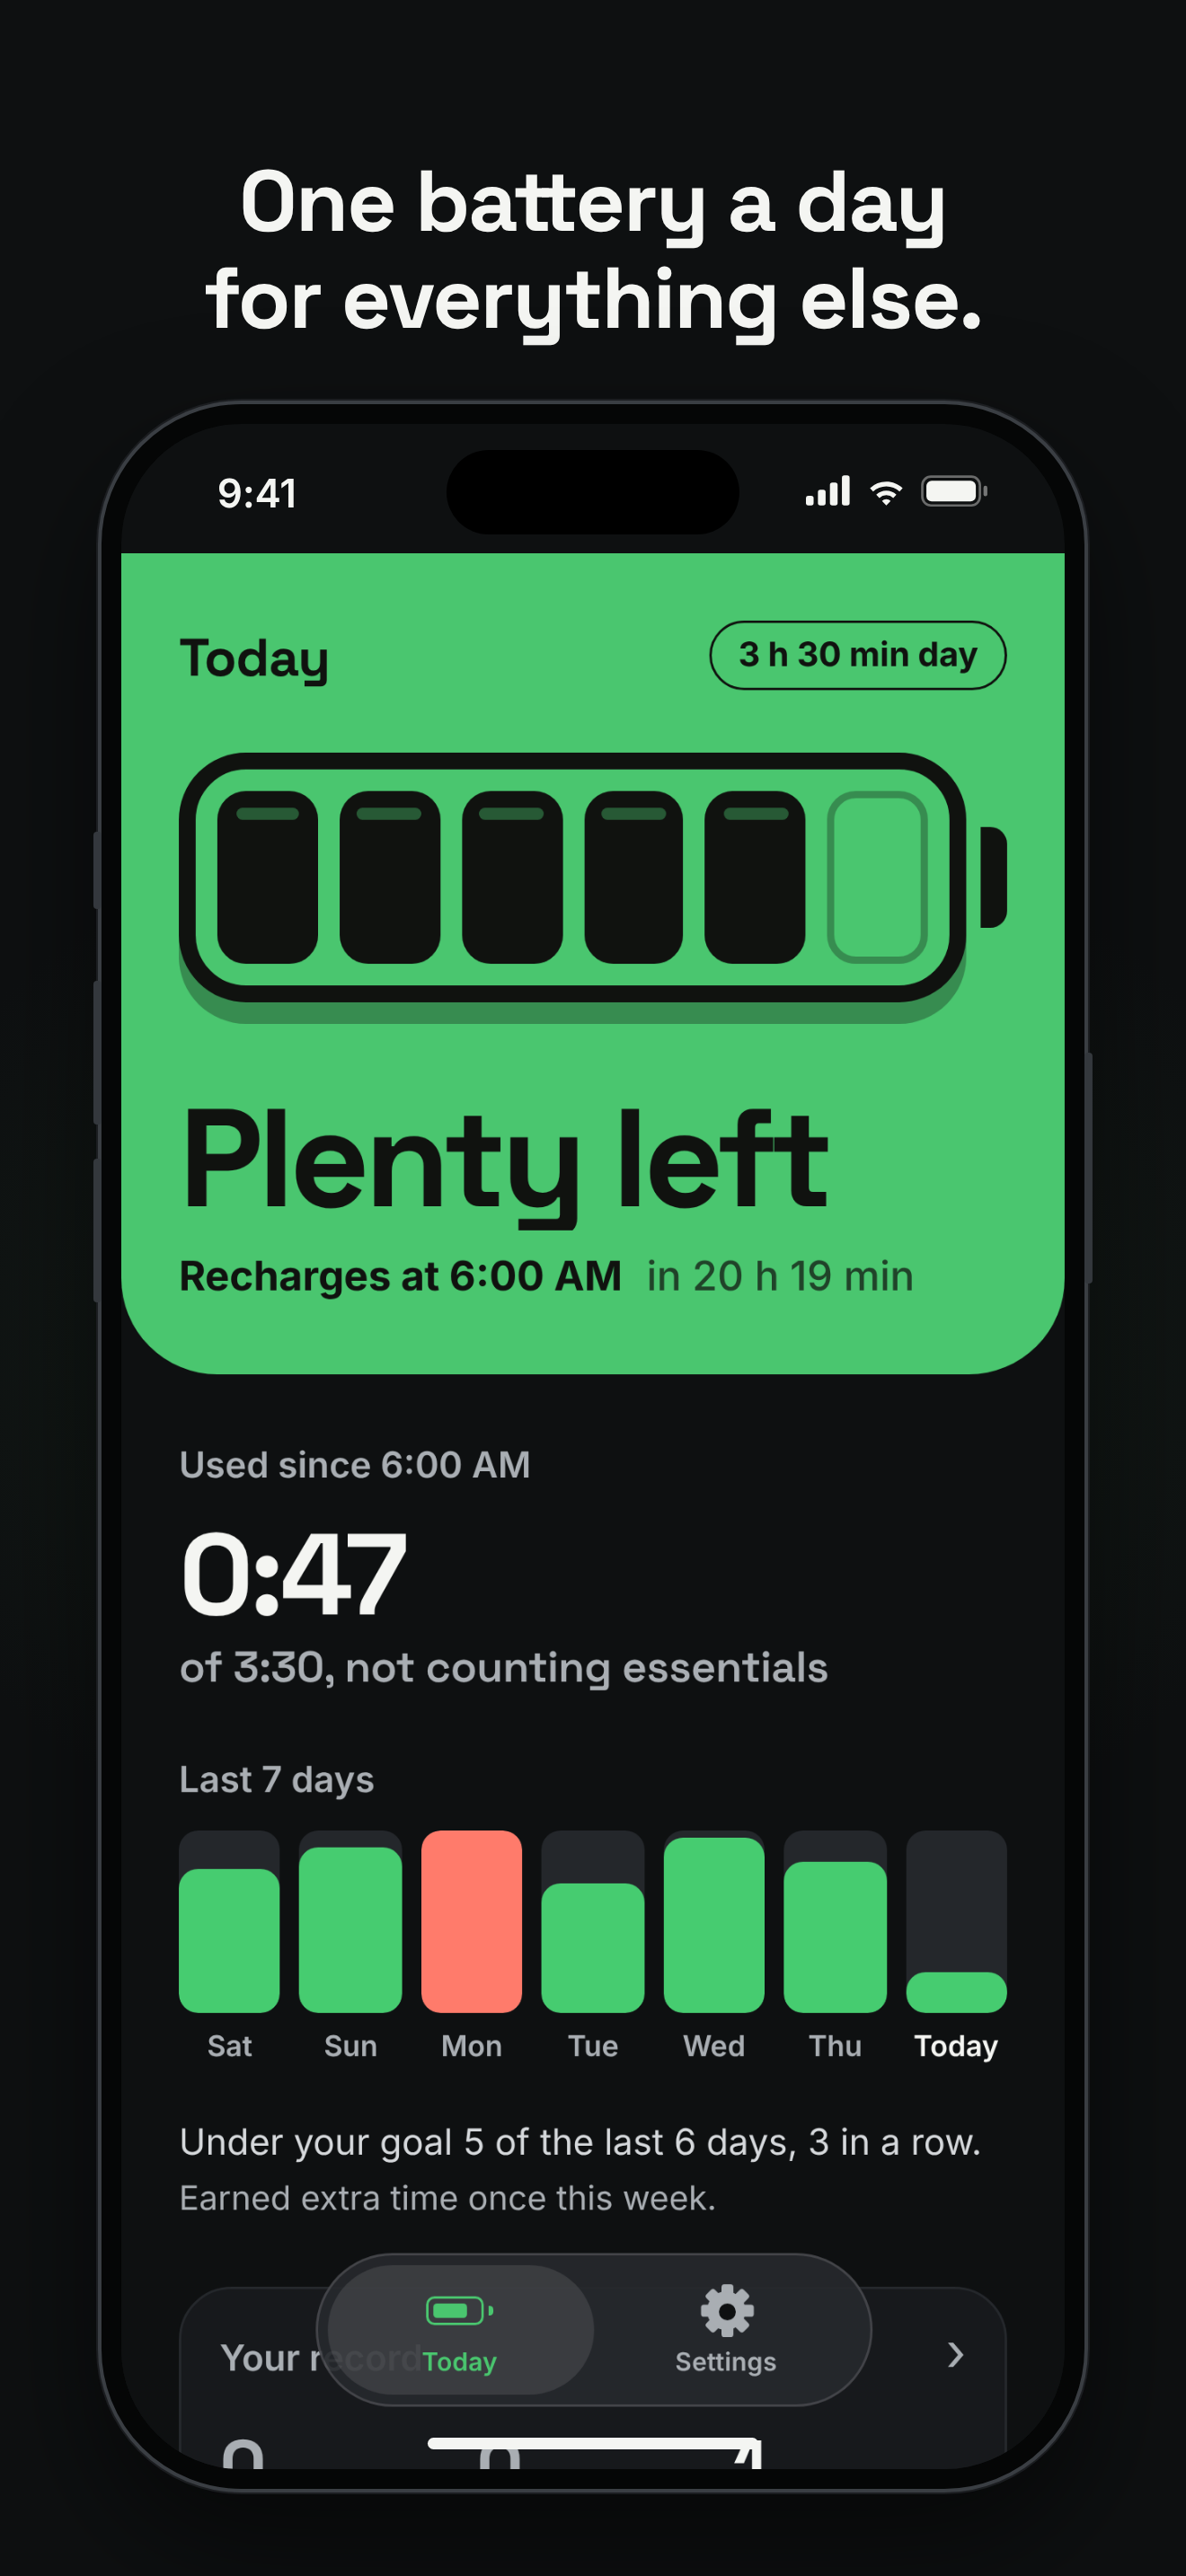 One battery a day
for everything else.
9:41
Today
3 h 30 min day
Plenty left
Recharges at 6:00 AM in 20 h 19 min
Used since 6:00 AM
0:47
of 3:30, not counting essentials
Last 7 days
Sat Sun Mon Tue Wed Thu Today
Under your goal 5 of the last 6 days, 3 in a row.
Earned extra time once this week.
Your record
Today Settings